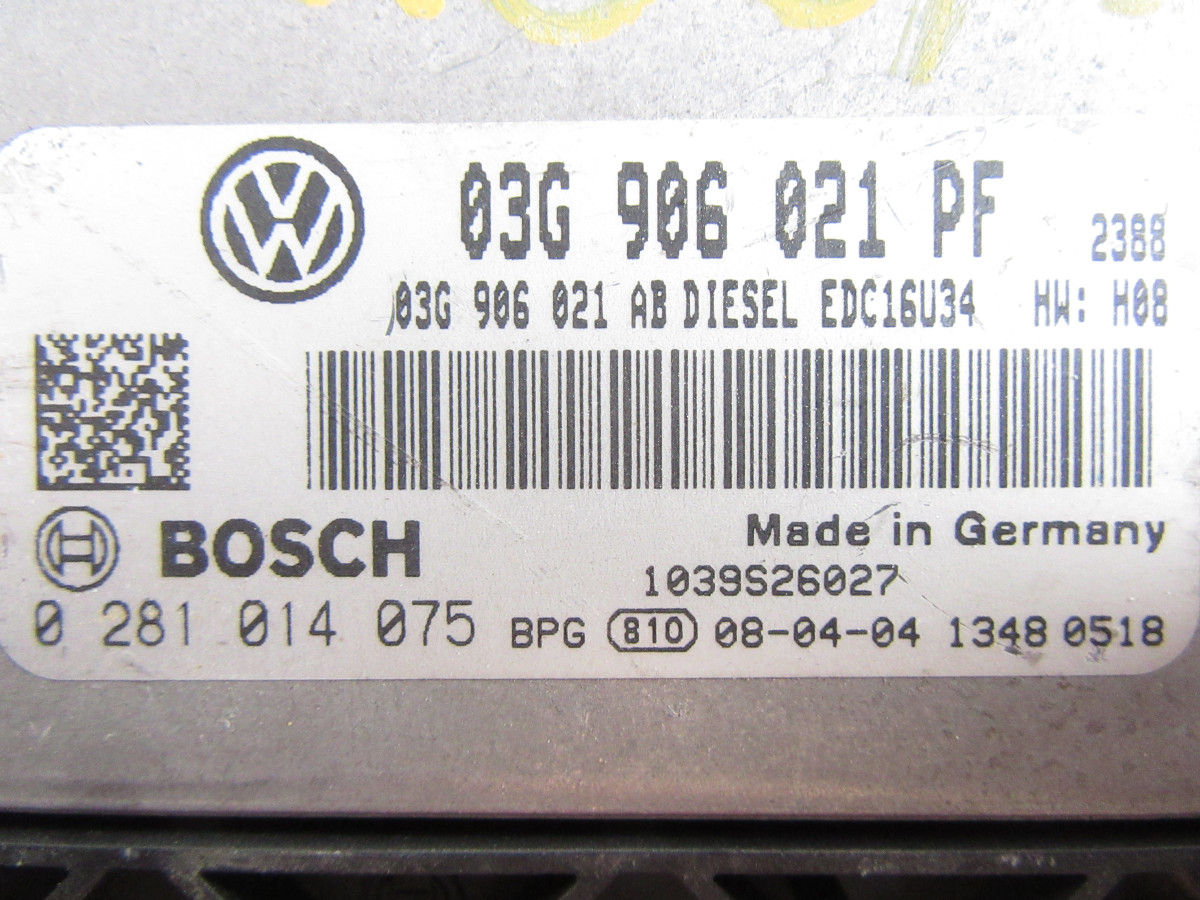 03G 906 021 PF 2388
03G 906 021 AB DIESEL EDC16U34 HW: H08
BOSCH
Made in Germany
1039S26027
0 281 014 075 BPG 810 08-04-04 1348 0518